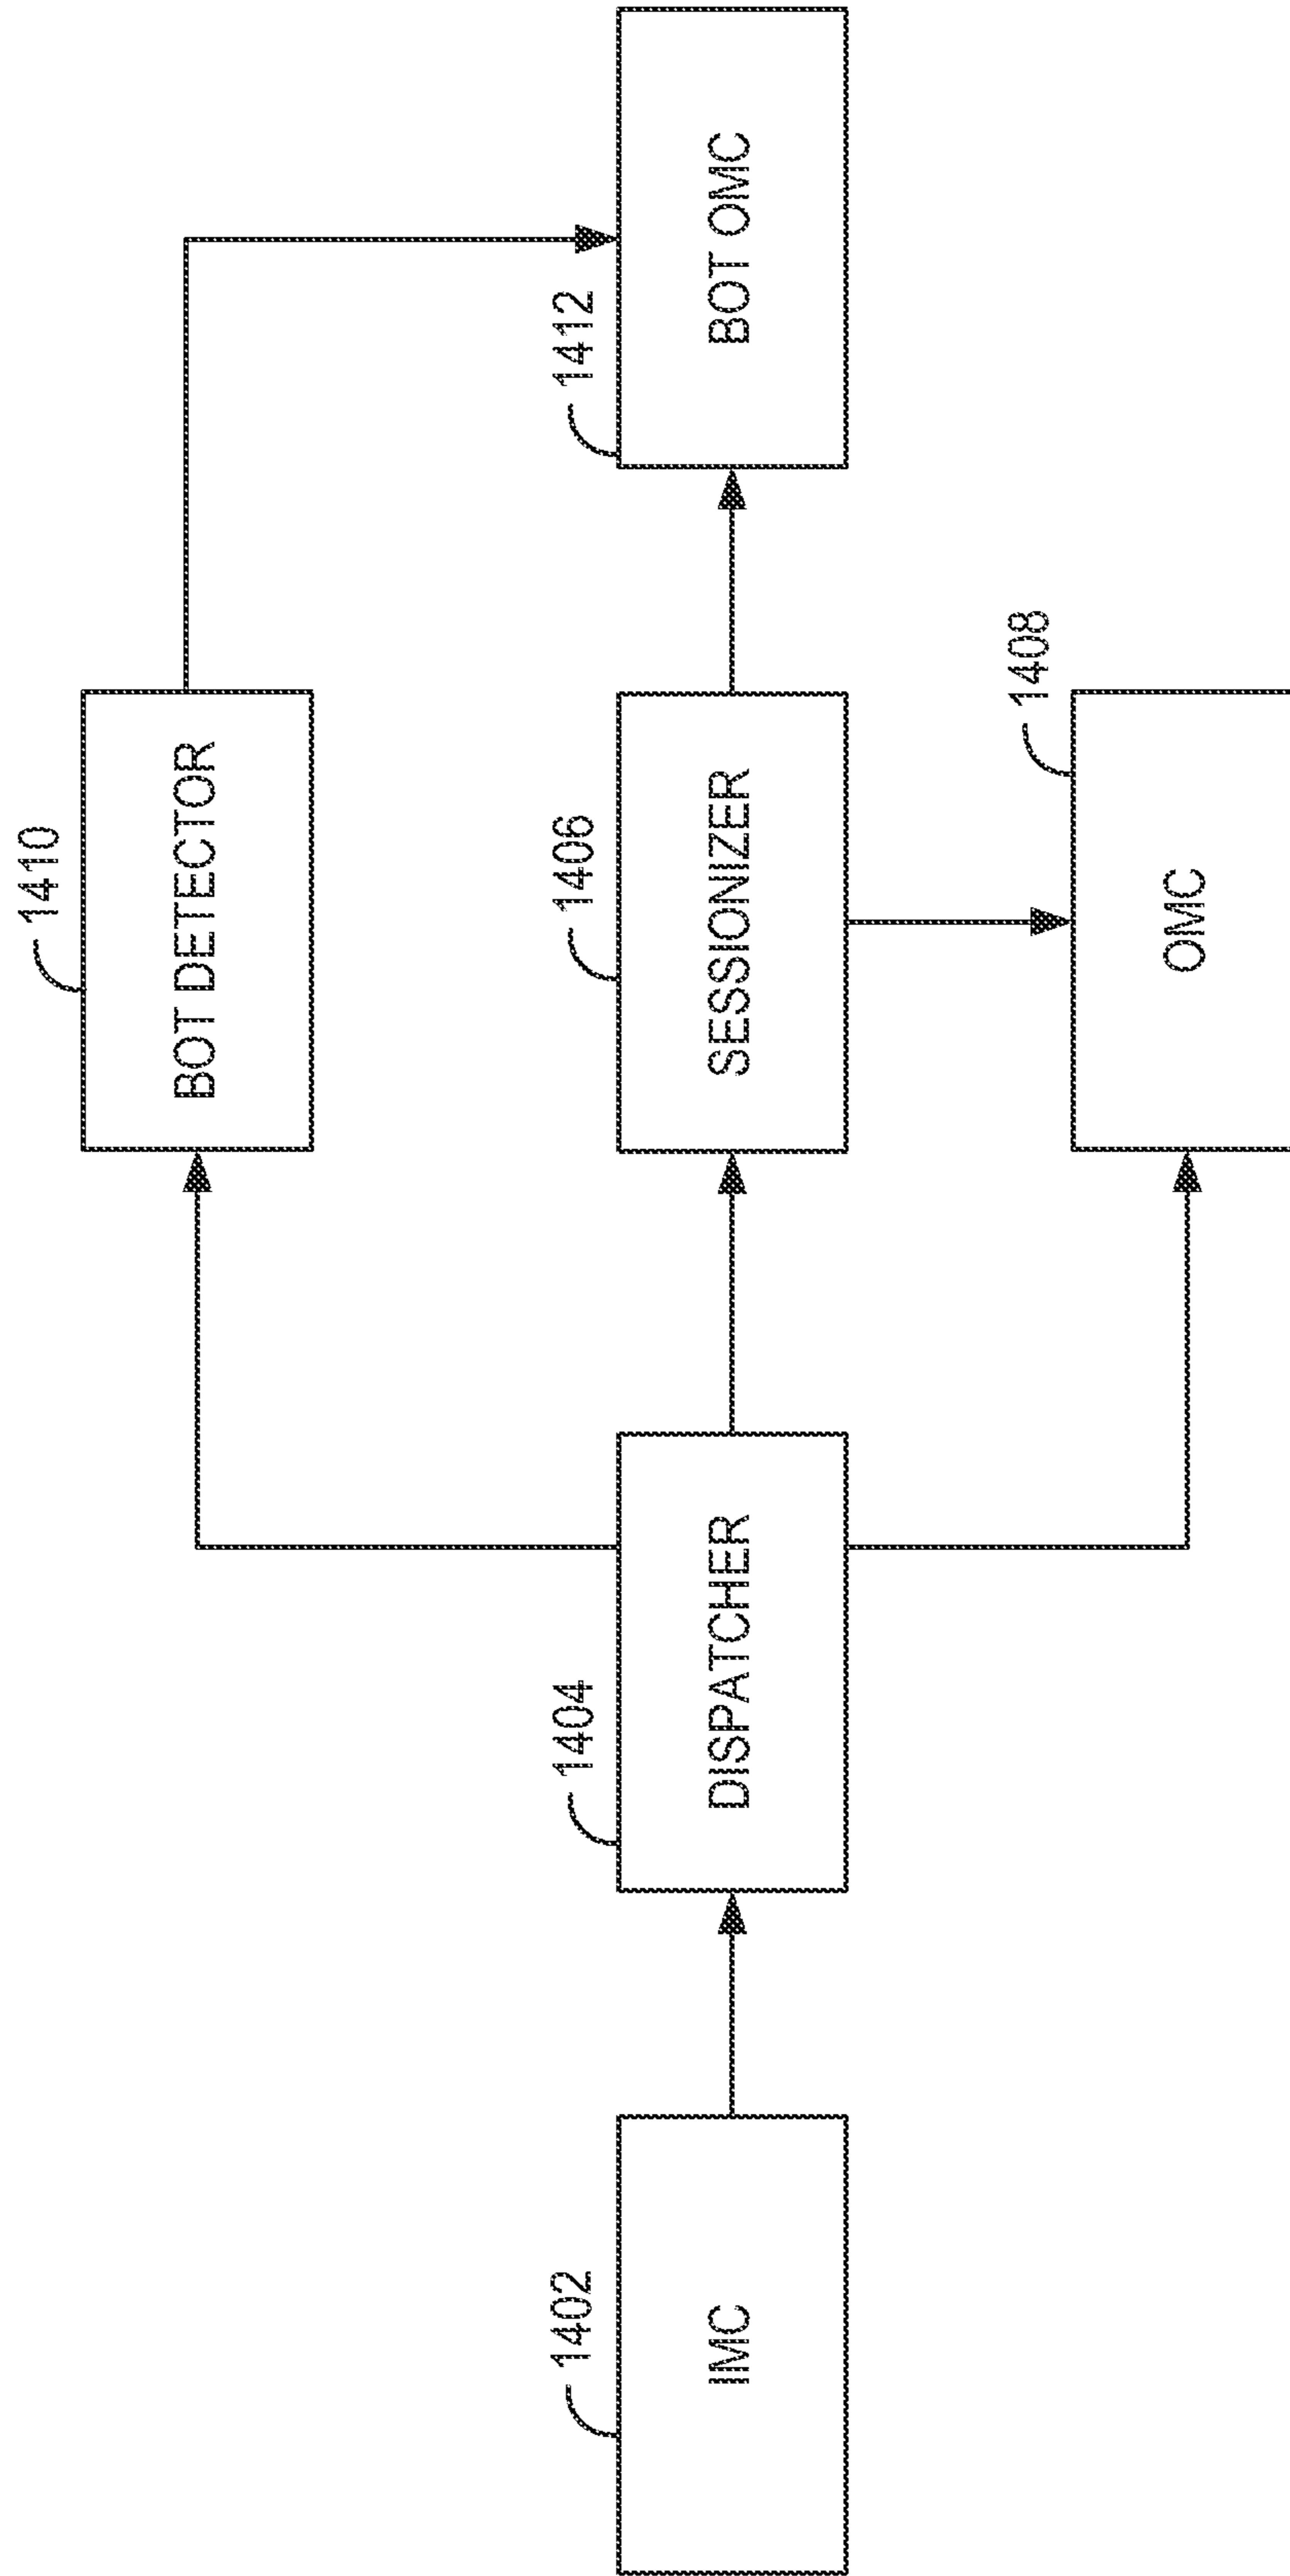 1410
BOT DETECTOR
1402
IMC
1404
DISPATCHER
1406
SESSIONIZER
1412
BOT OMC
1408
OMC